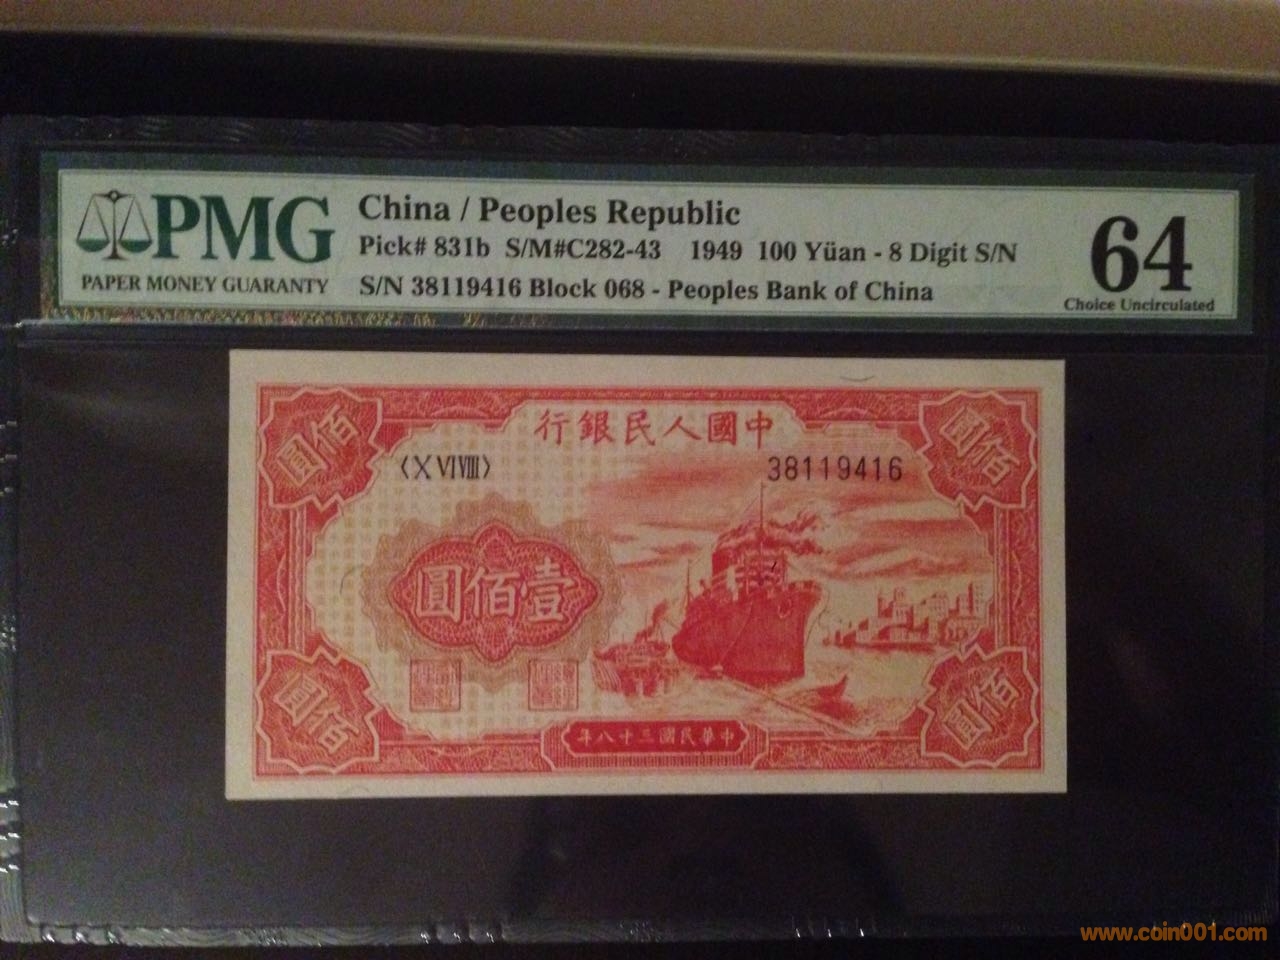 PMG
PAPER MONEY GUARANTY
China / Peoples Republic
Pick# 831b S/M#C282-43 1949 100 Yüan - 8 Digit S/N
S/N 38119416 Block 068 - Peoples Bank of China
64
Choice Uncirculated
行銀民人國中
圓佰
圓佰
〈X VI VIII〉
38119416
圓佰壹
圓佰
圓佰
年八十三國民華中
www.coin001.com